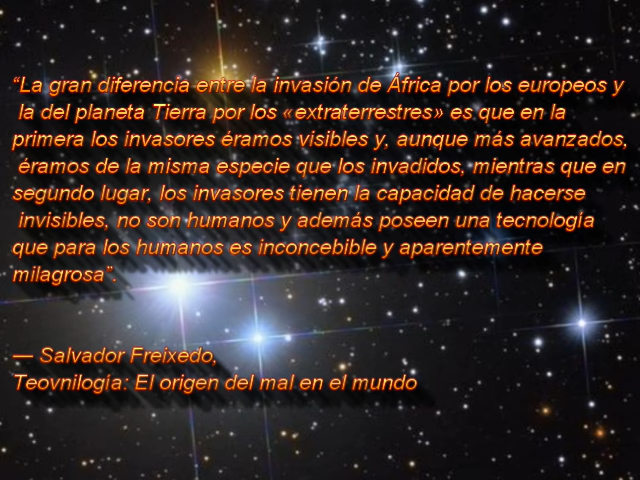 “La gran diferencia entre la invasión de África por los europeos y
la del planeta Tierra por los «extraterrestres» es que en la
primera los invasores éramos visibles y, aunque más avanzados,
éramos de la misma especie que los invadidos, mientras que en
segundo lugar, los invasores tienen la capacidad de hacerse
invisibles, no son humanos y además poseen una tecnología
que para los humanos es inconcebible y aparentemente
milagrosa”.
— Salvador Freixedo,
Teovnilogía: El origen del mal en el mundo